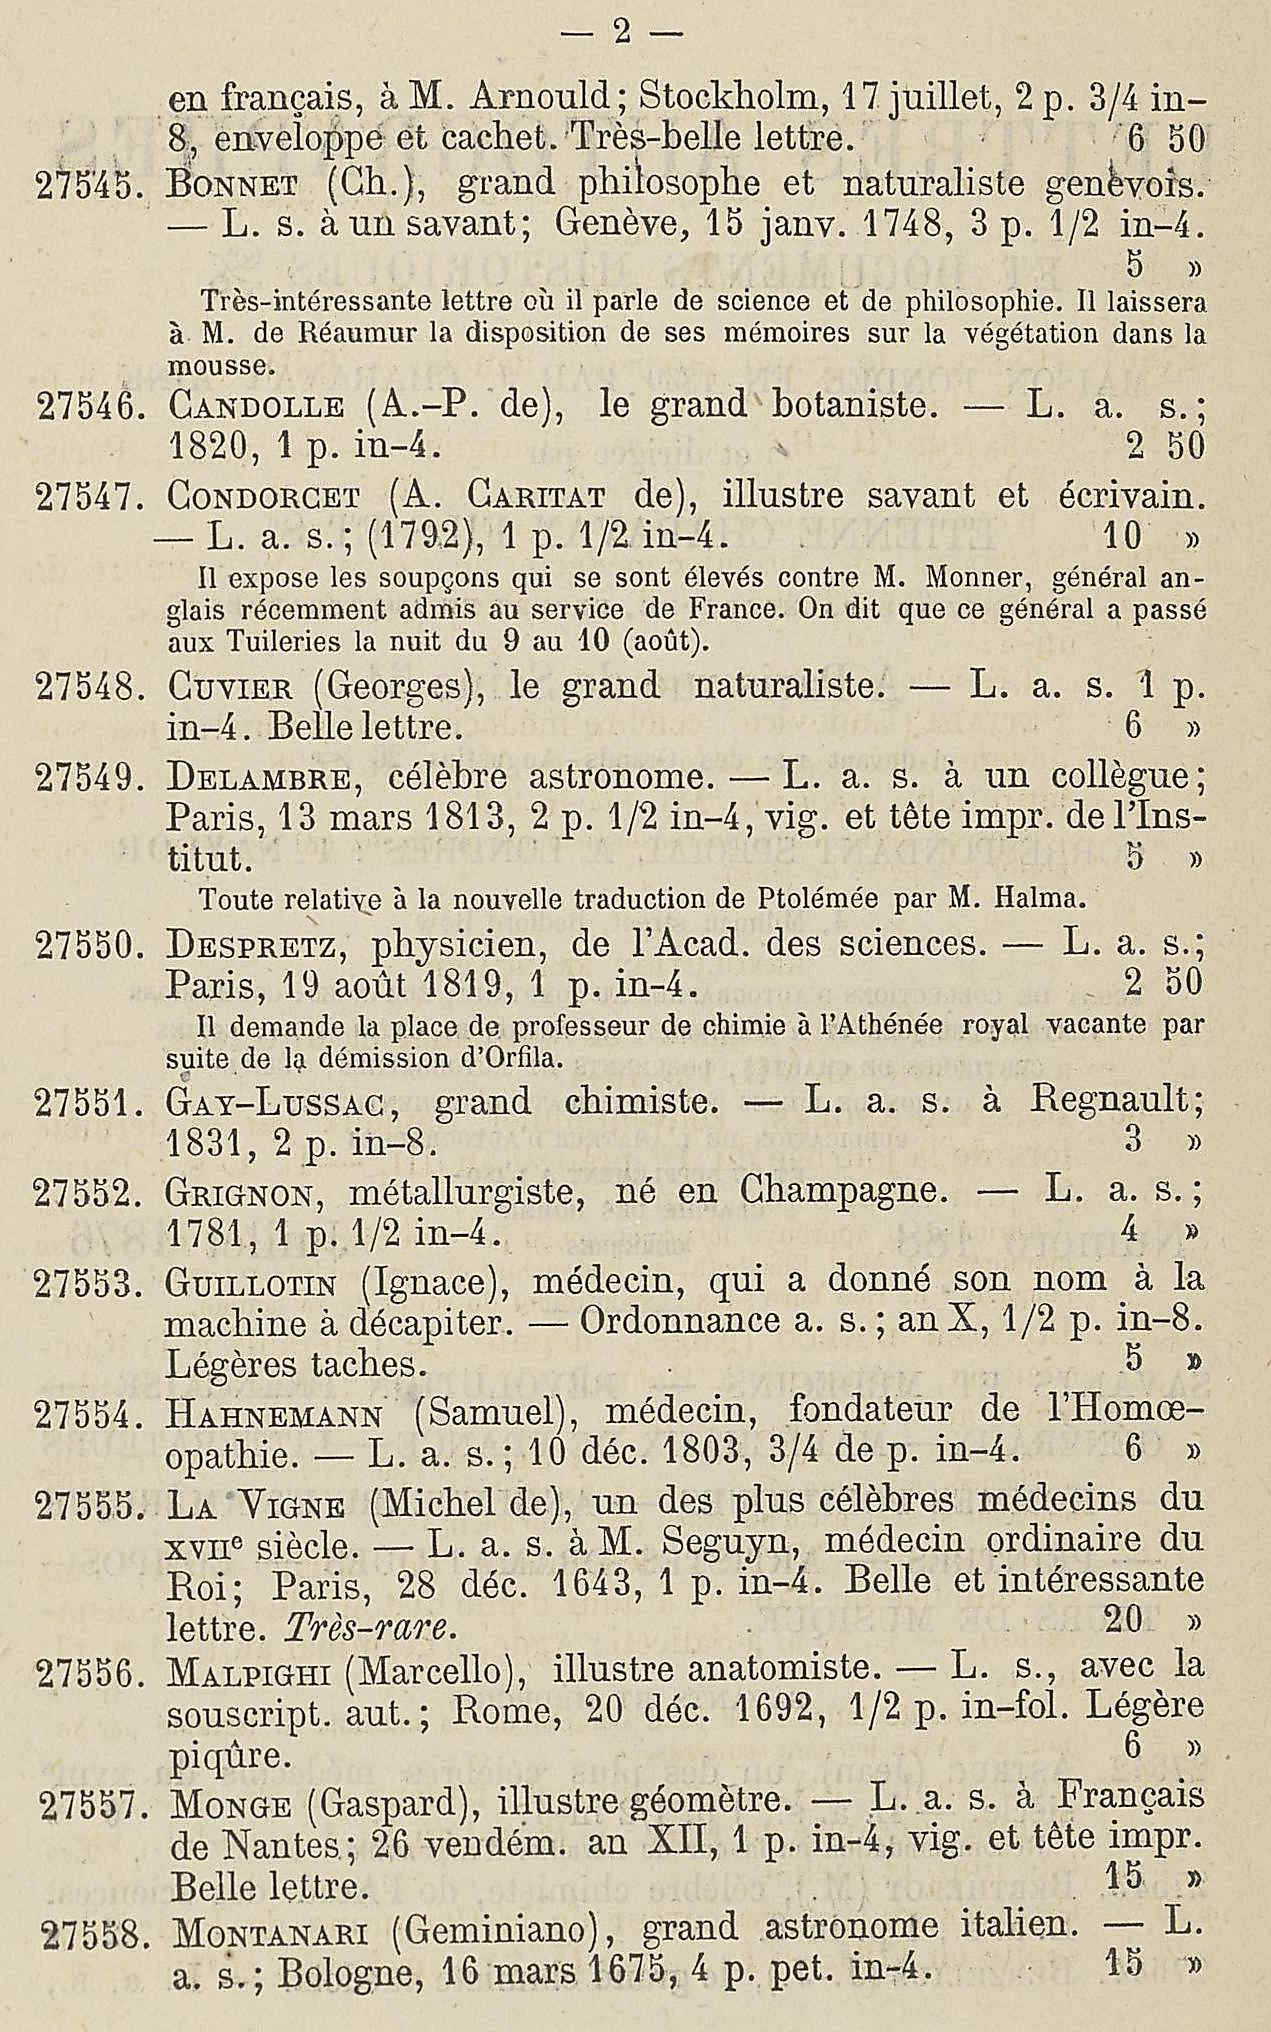 — 2 —
en français, à M. Arnould; Stockholm, 17 juillet, 2 p. 3/4 in-
8, enveloppe et cachet. Très-belle lettre. 6 50
27545. BONNET (Ch.), grand philosophe et naturaliste genèvois.
— L. s. à un savant; Genève, 15 janv. 1748, 3 p. 1/2 in-4.
5 »
Très-intéressante lettre où il parle de science et de philosophie. Il laissera
à M. de Réaumur la disposition de ses mémoires sur la végétation dans la
mousse.
27546. CANDOLLE (A.-P. de), le grand botaniste. — L. a. s.;
1820, 1 p. in-4. 2 50
27547. CONDORCET (A. CARITAT de), illustre savant et écrivain.
— L. a. s.; (1792), 1 p. 1/2 in-4. 10 »
Il expose les soupçons qui se sont élevés contre M. Monner, général an-
glais récemment admis au service de France. On dit que ce général a passé
aux Tuileries la nuit du 9 au 10 (août).
27548. CUVIER (Georges), le grand naturaliste. — L. a. s. 1 p.
in-4. Belle lettre. 6 »
27549. DELAMBRE, célèbre astronome. — L. a. s. à un collègue;
Paris, 13 mars 1813, 2 p. 1/2 in-4, vig. et tête impr. de l'Ins-
titut. 5 »
Toute relative à la nouvelle traduction de Ptolémée par M. Halma.
27550. DESPRETZ, physicien, de l'Acad. des sciences. — L. a. s.;
Paris, 19 août 1819, 1 p. in-4. 2 50
Il demande la place de professeur de chimie à l'Athénée royal vacante par
suite de la démission d'Orfila.
27551. GAY-LUSSAC, grand chimiste. — L. a. s. à Regnault;
1831, 2 p. in-8. 3 »
27552. GRIGNON, métallurgiste, né en Champagne. — L. a. s.;
1781, 1 p. 1/2 in-4. 4 »
27553. GUILLOTIN (Ignace), médecin, qui a donné son nom à la
machine à décapiter. — Ordonnance a. s.; an X, 1/2 p. in-8.
Légères taches. 5 »
27554. HAHNEMANN (Samuel), médecin, fondateur de l'Homœ-
opathie. — L. a. s.; 10 déc. 1803, 3/4 de p. in-4. 6 »
27555. LA VIGNE (Michel de), un des plus célèbres médecins du
XVIIe siècle. — L. a. s. à M. Seguyn, médecin ordinaire du
Roi; Paris, 28 déc. 1643, 1 p. in-4. Belle et intéressante
lettre. Très-rare. 20 »
27556. MALPIGHI (Marcello), illustre anatomiste. — L. s., avec la
souscript. aut.; Rome, 20 déc. 1692, 1/2 p. in-fol. Légère
piqûre. 6 »
27557. MONGE (Gaspard), illustre géomètre. — L. a. s. à Français
de Nantes; 26 vendém. an XII, 1 p. in-4, vig. et tête impr.
Belle lettre. 15 »
27558. MONTANARI (Geminiano), grand astronome italien. — L.
a. s.; Bologne, 16 mars 1675, 4 p. pet. in-4. 15 »